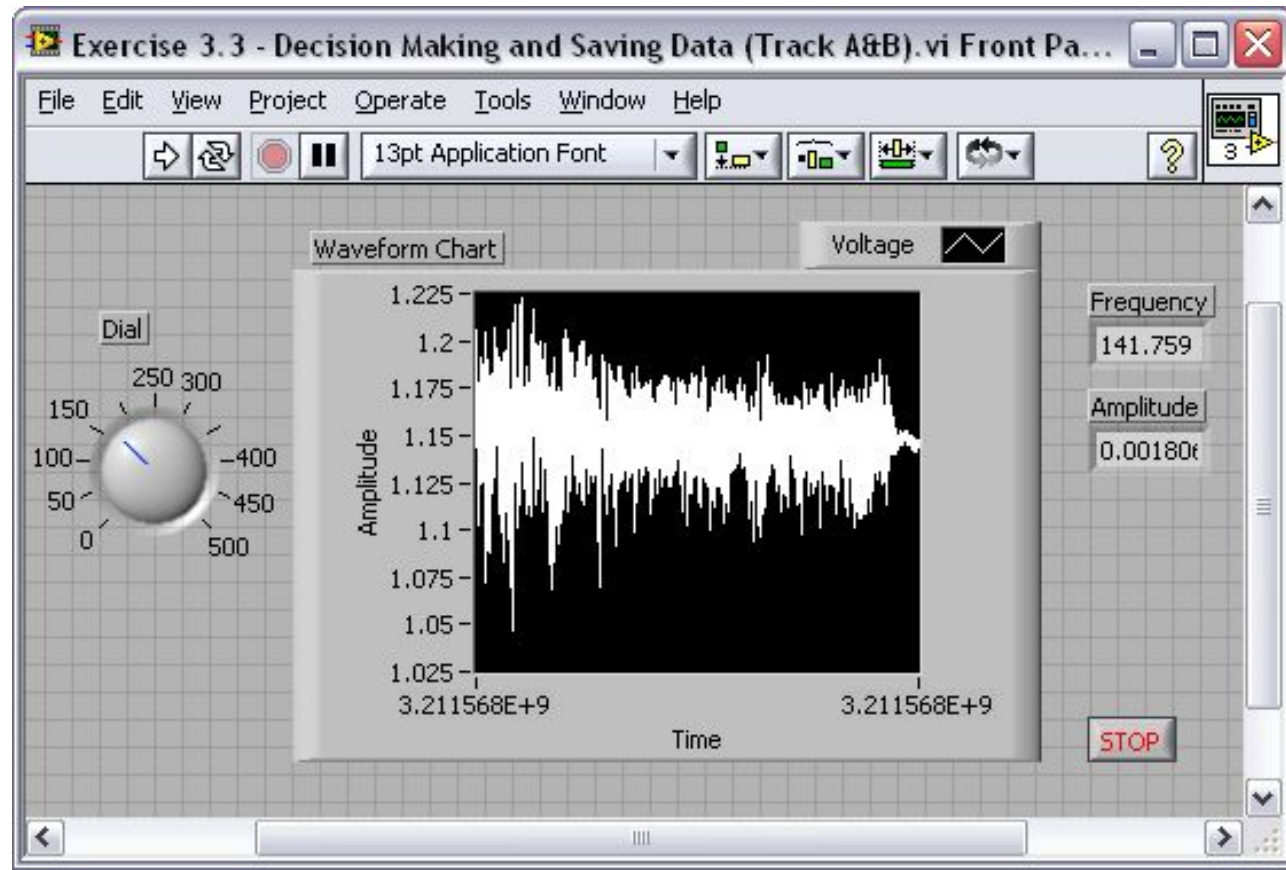 Exercise 3.3 - Decision Making and Saving Data (Track A&B).vi Front Pa...
File Edit View Project Operate Tools Window Help
13pt Application Font
3
Waveform Chart
Voltage
Dial
250 300
150
100 400
50 450
0 500
Amplitude
1.225
1.2
1.175
1.15
1.125
1.1
1.075
1.05
1.025
3.211568E+9 3.211568E+9
Time
Frequency
141.759
Amplitude
0.00180
STOP